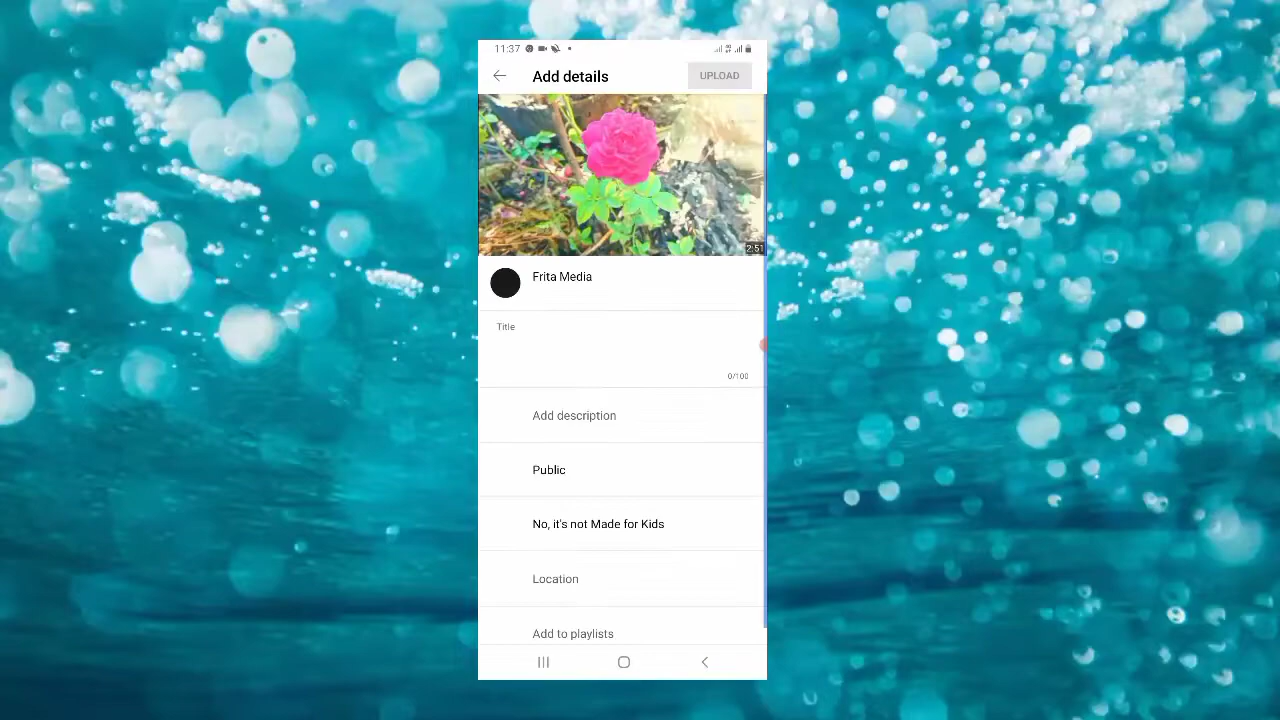 11:37
Add details
UPLOAD
2:51
Frita Media
Title
0/100
Add description
Public
No, it's not Made for Kids
Location
Add to playlists